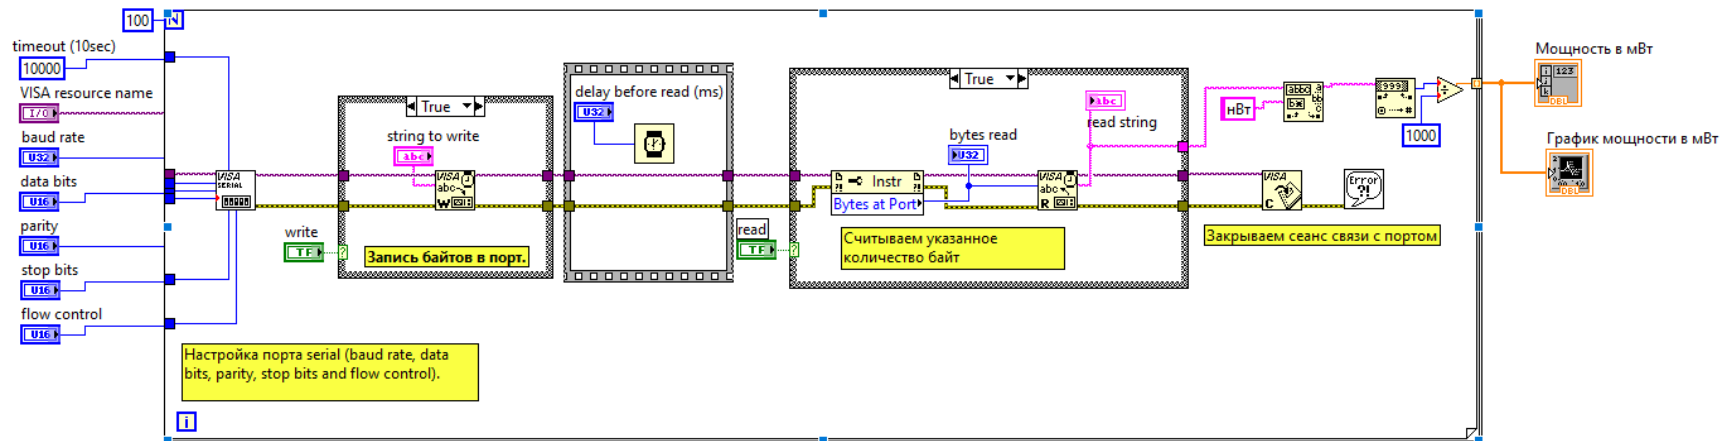 100
N
timeout (10sec)
10000
VISA resource name
I/O
baud rate
U32
data bits
U16
parity
U16
stop bits
U16
flow control
U16
VISA
SERIAL
True
string to write
abc
VISA
abc
W
write
TF
?
Запись байтов в порт.
delay before read (ms)
U32
True
abc
read string
bytes read
U32
Instr
Bytes at Port
VISA
abc
R
read
TF
?
Считываем указанное
количество байт
VISA
C
Error
?!
Закрываем сеанс связи с портом
нВт
1000
Мощность в мВт
123
DBL
График мощности в мВт
DBL
Настройка порта serial (baud rate, data
bits, parity, stop bits and flow control).
i